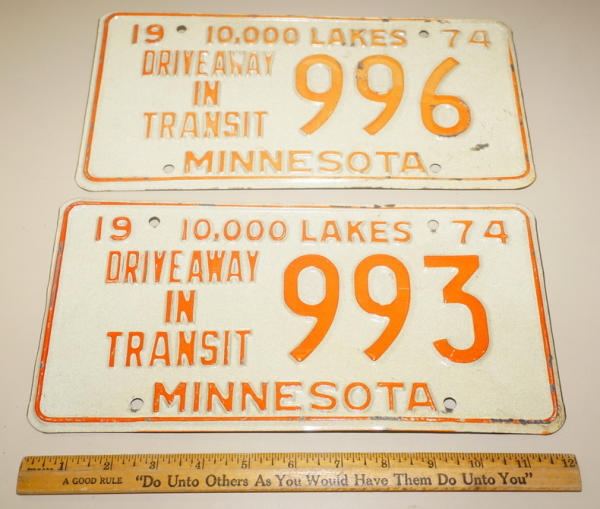 19 10,000 LAKES 74
DRIVEAWAY
IN
TRANSIT
996
MINNESOTA
19 10,000 LAKES 74
DRIVEAWAY
IN
TRANSIT
993
MINNESOTA
1 2 3 4 5 6 7 8 9 10 11 12
A GOOD RULE "Do Unto Others As You Would Have Them Do Unto You"